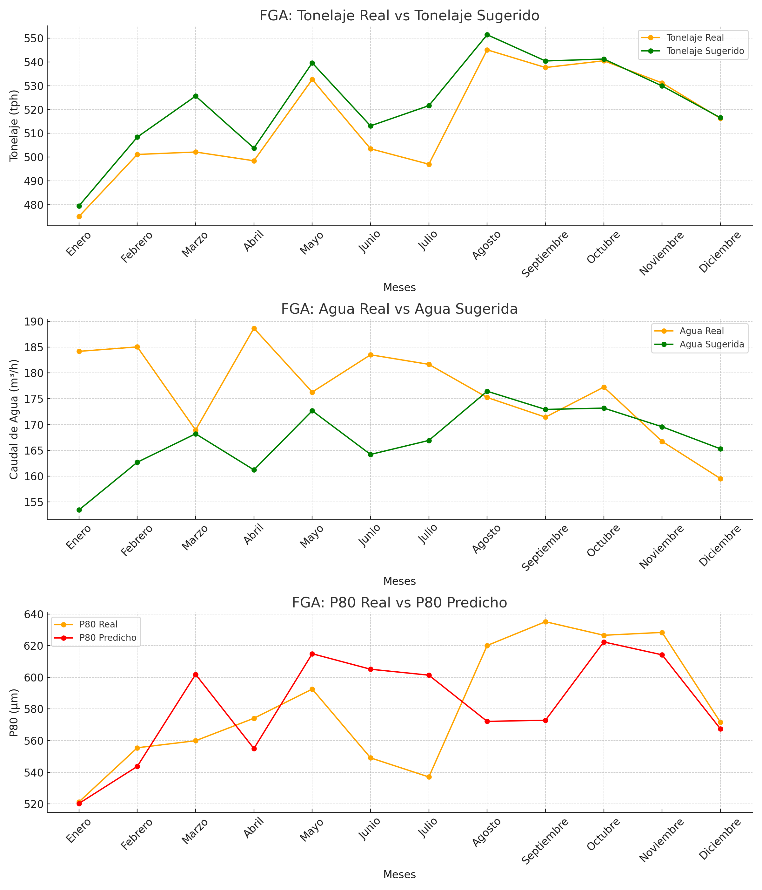 FGA: Tonelaje Real vs Tonelaje Sugerido
Tonelaje (tph)
550
540
530
520
510
500
490
480
Tonelaje Real
Tonelaje Sugerido
Enero
Febrero
Marzo
Abril
Mayo
Junio
Julio
Agosto
Septiembre
Octubre
Noviembre
Diciembre
Meses
FGA: Agua Real vs Agua Sugerida
Caudal de Agua (m³/h)
190
185
180
175
170
165
160
155
Agua Real
Agua Sugerida
Enero
Febrero
Marzo
Abril
Mayo
Junio
Julio
Agosto
Septiembre
Octubre
Noviembre
Diciembre
Meses
FGA: P80 Real vs P80 Predicho
P80 (μm)
640
620
600
580
560
540
520
P80 Real
P80 Predicho
Enero
Febrero
Marzo
Abril
Mayo
Junio
Julio
Agosto
Septiembre
Octubre
Noviembre
Diciembre
Meses